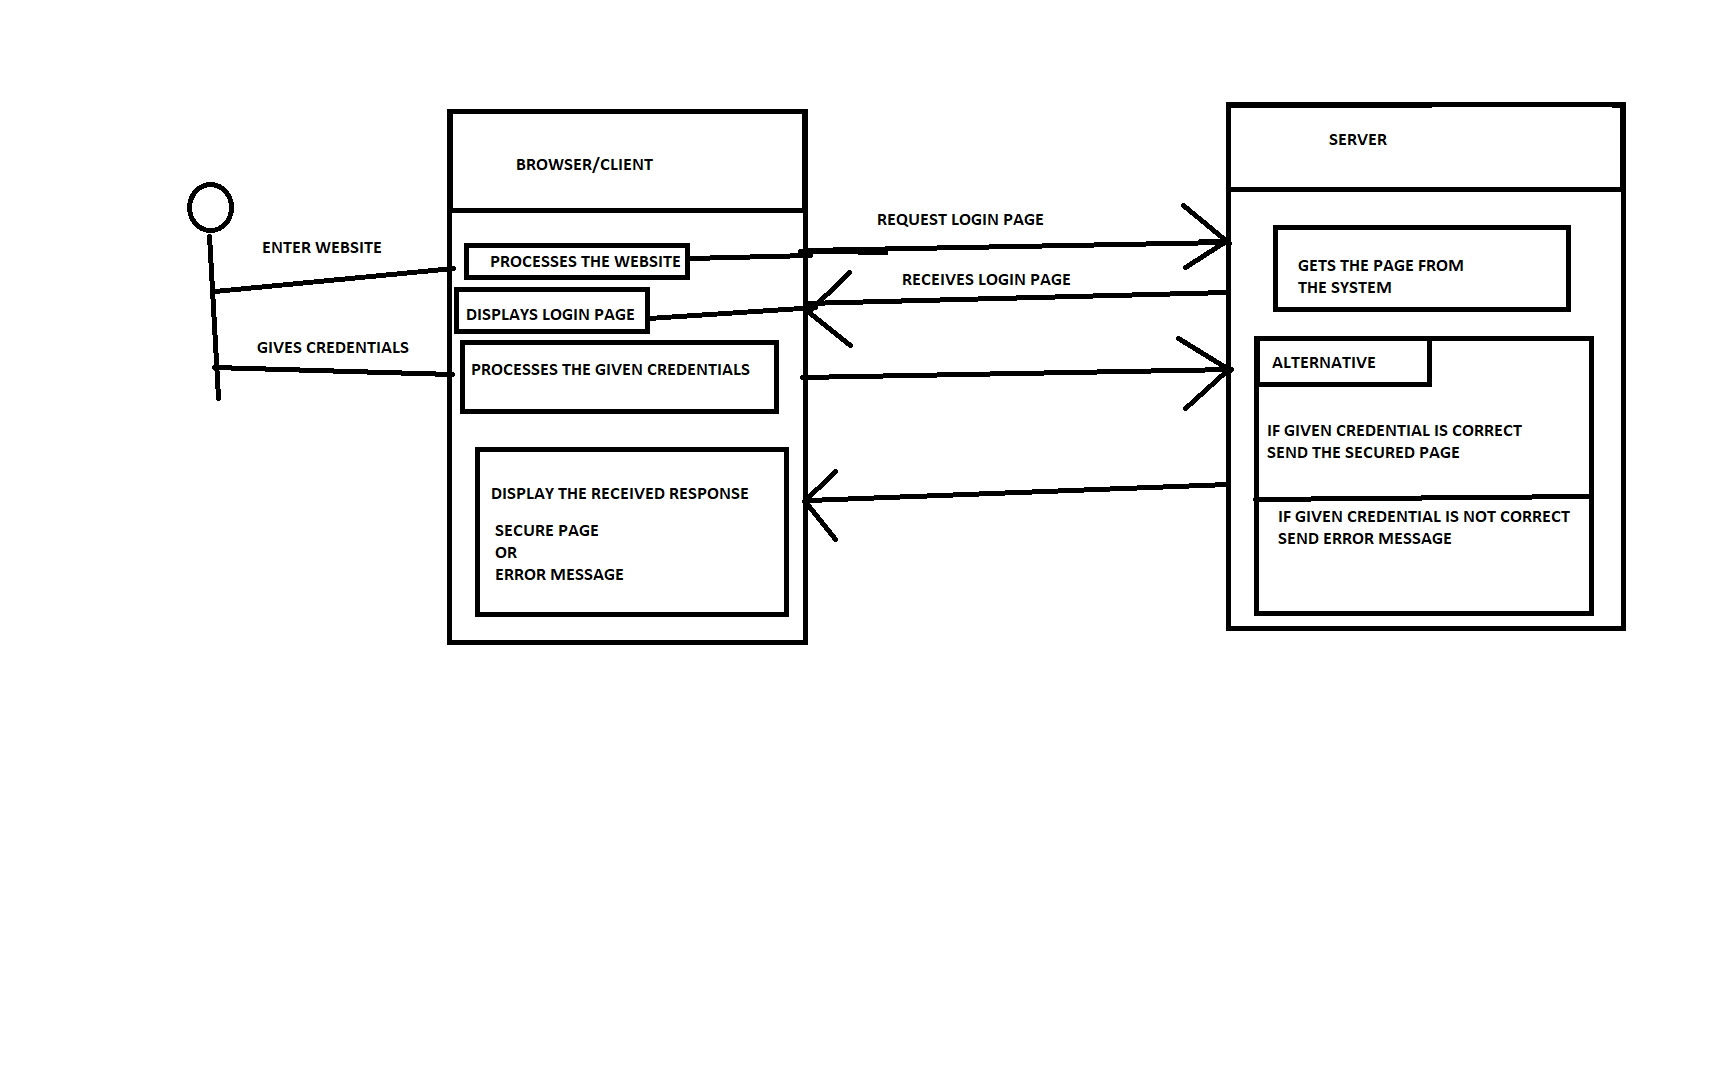 SERVER
BROWSER/CLIENT
REQUEST LOGIN PAGE
ENTER WEBSITE
PROCESSES THE WEBSITE
GETS THE PAGE FROM
THE SYSTEM
RECEIVES LOGIN PAGE
DISPLAYS LOGIN PAGE
GIVES CREDENTIALS
PROCESSES THE GIVEN CREDENTIALS
ALTERNATIVE
IF GIVEN CREDENTIAL IS CORRECT
SEND THE SECURED PAGE
DISPLAY THE RECEIVED RESPONSE
SECURE PAGE
OR
ERROR MESSAGE
IF GIVEN CREDENTIAL IS NOT CORRECT
SEND ERROR MESSAGE